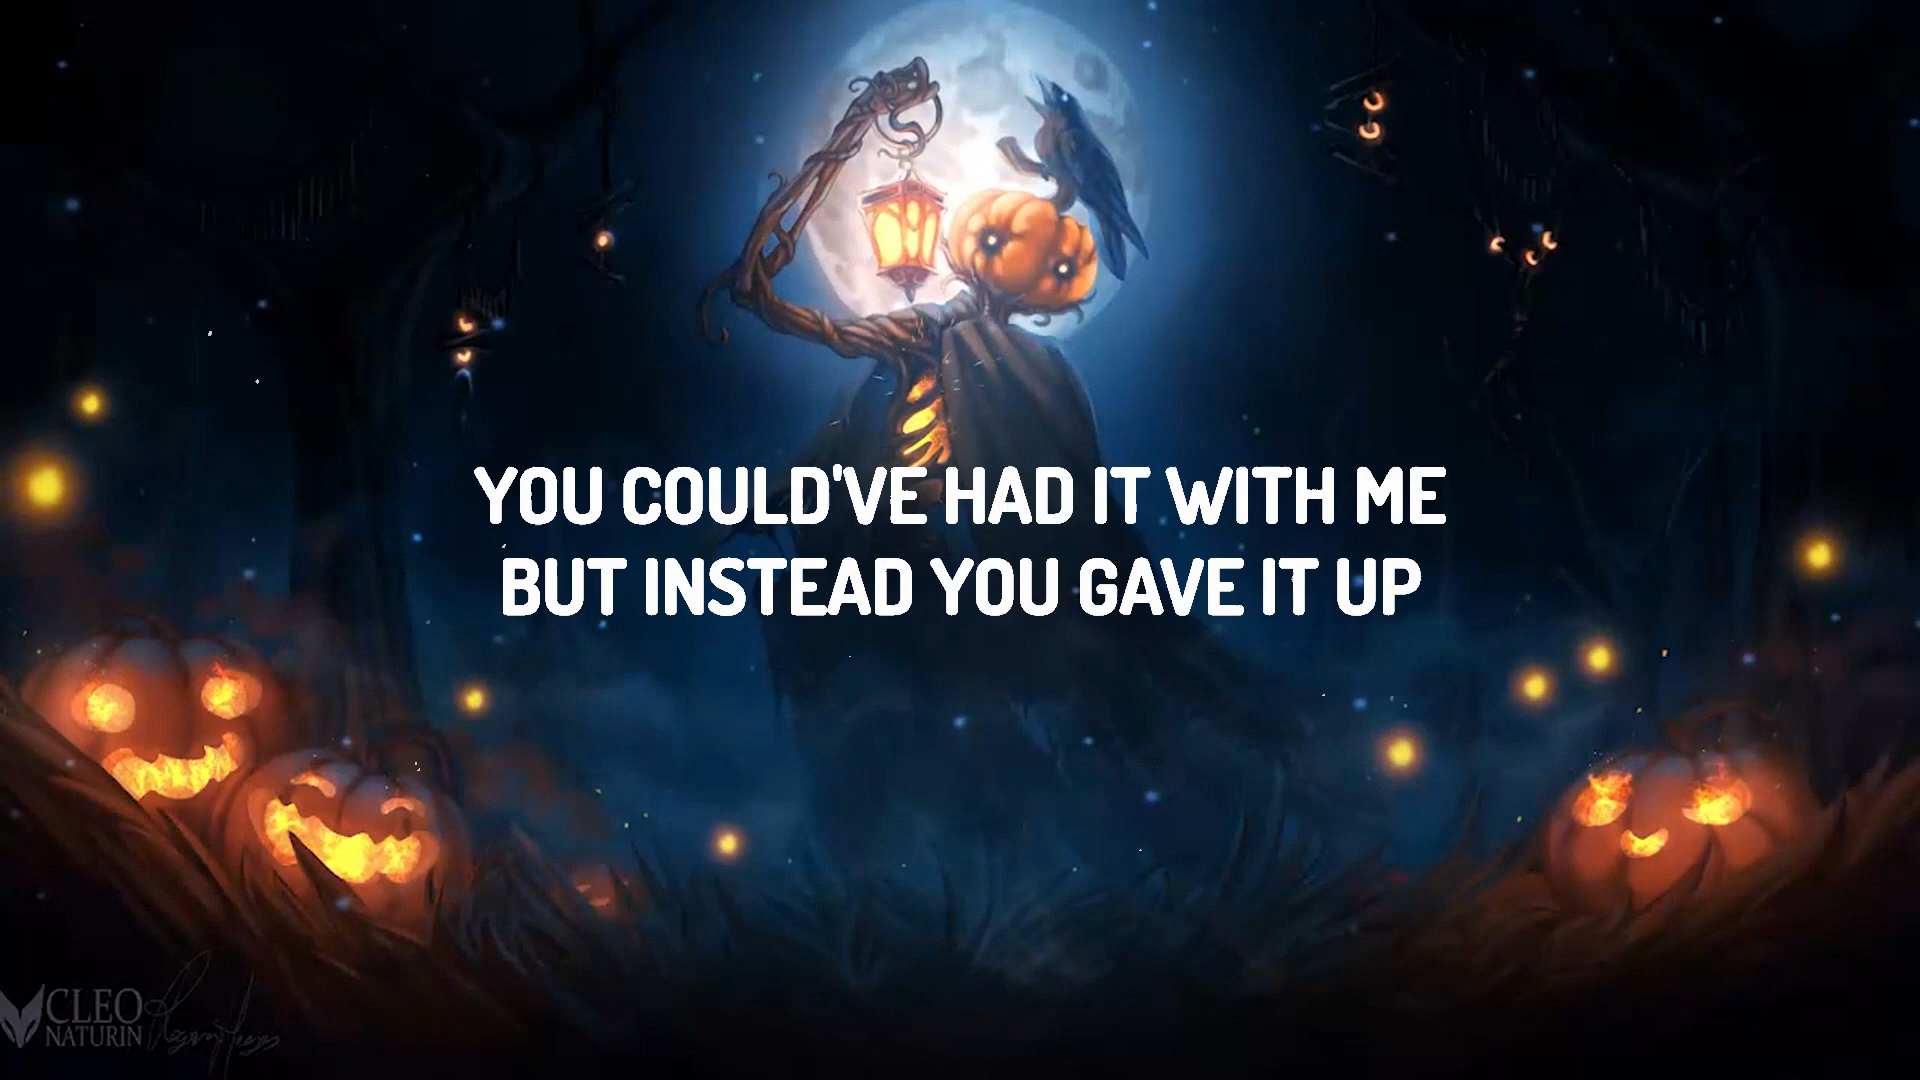 YOU COULD'VE HAD IT WITH ME
BUT INSTEAD YOU GAVE IT UP
CLEO
NATURIN